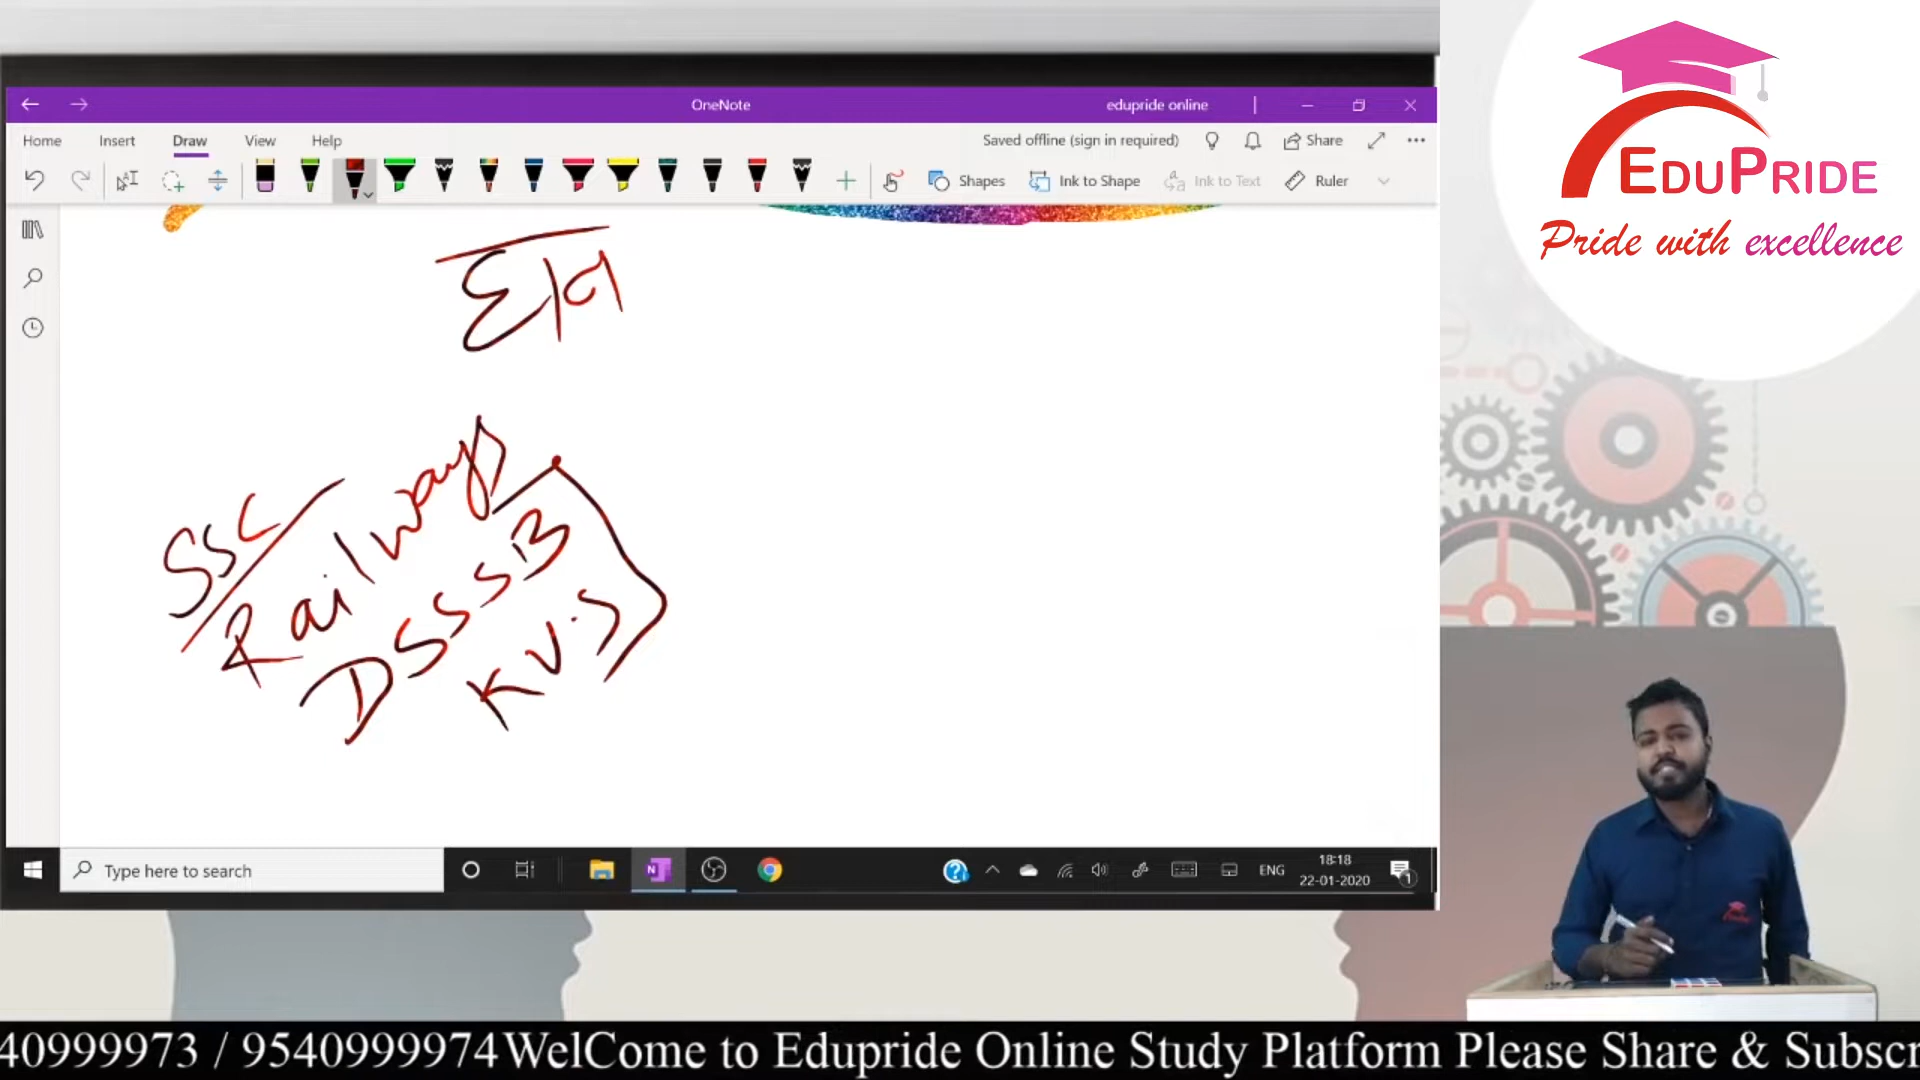 OneNote
edupride online
Home Insert Draw View Help
Saved offline (sign in required)
Share
Shapes
Ink to Shape
Ink to Text
Ruler
SSC
Railways
DSSSB
KVS
Type here to search
ENG
18:18
22-01-2020
1
EDUPRIDE
Pride with excellence
40999973 / 9540999974WelCome to Edupride Online Study Platform Please Share & Subscr